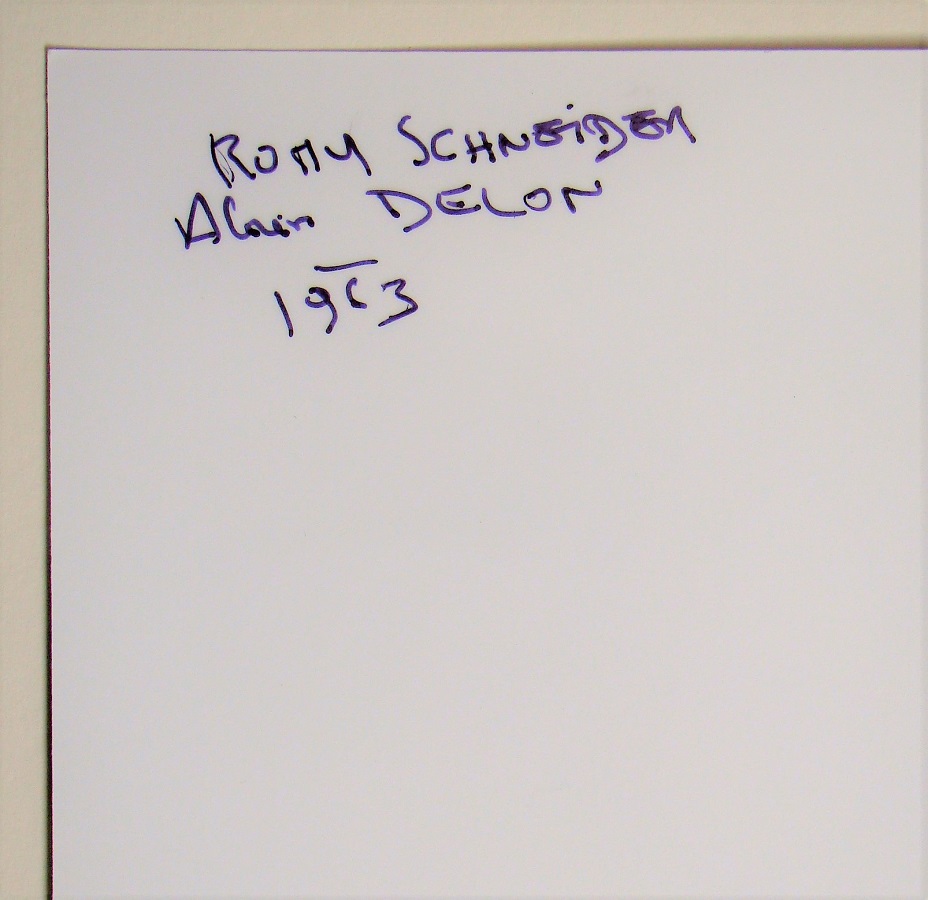 ROMY SCHNEIDER
Alain DELON
1963